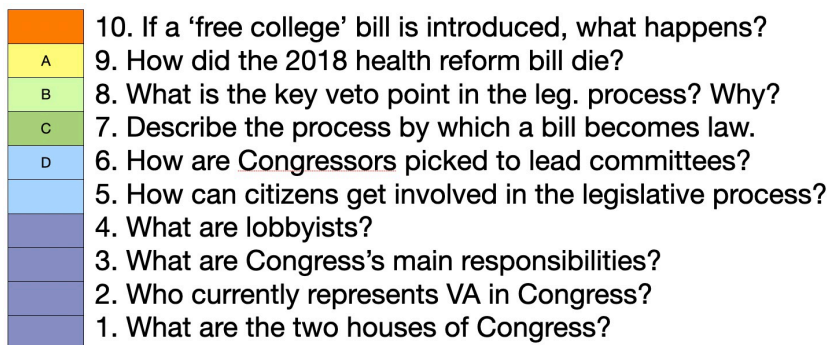 10. If a ‘free college’ bill is introduced, what happens?
A 9. How did the 2018 health reform bill die?
B 8. What is the key veto point in the leg. process? Why?
C 7. Describe the process by which a bill becomes law.
D 6. How are Congressors picked to lead committees?
5. How can citizens get involved in the legislative process?
4. What are lobbyists?
3. What are Congress’s main responsibilities?
2. Who currently represents VA in Congress?
1. What are the two houses of Congress?